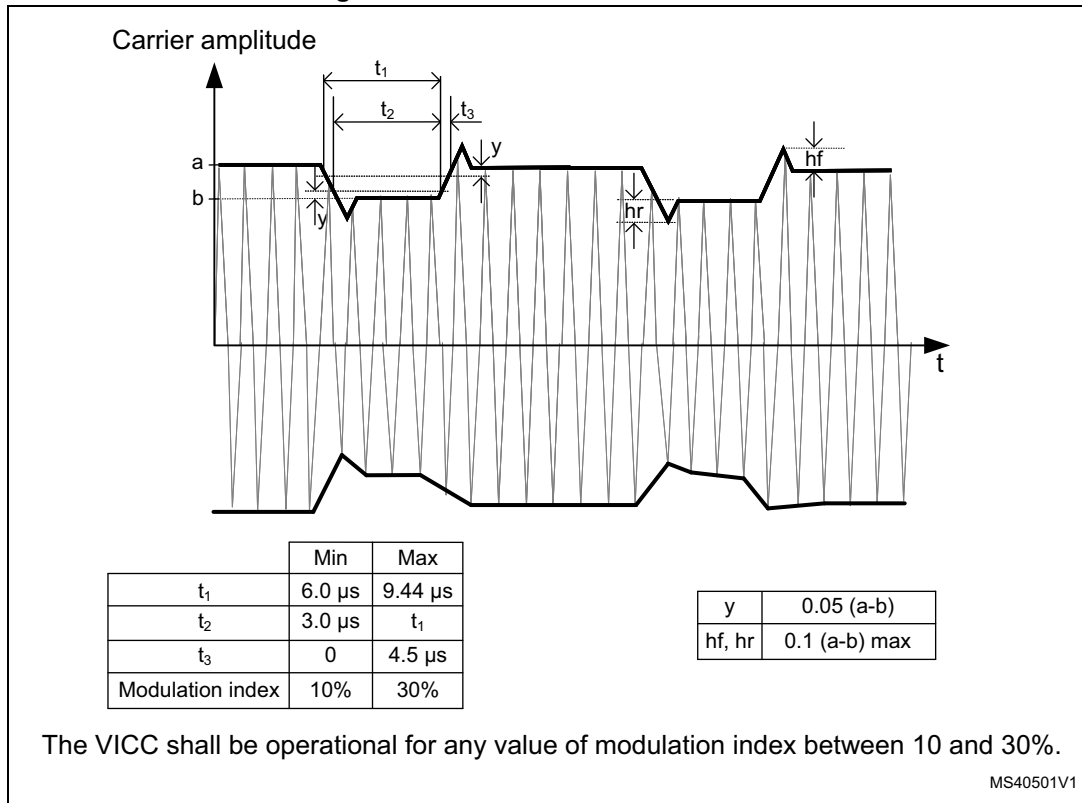 Carrier amplitude
t₁
t₂
t₃
y
hf
a
b
y
hr
t
Min Max
t₁ 6.0 µs 9.44 µs
t₂ 3.0 µs t₁
t₃ 0 4.5 µs
Modulation index 10% 30%
y 0.05 (a-b)
hf, hr 0.1 (a-b) max
The VICC shall be operational for any value of modulation index between 10 and 30%.
MS40501V1